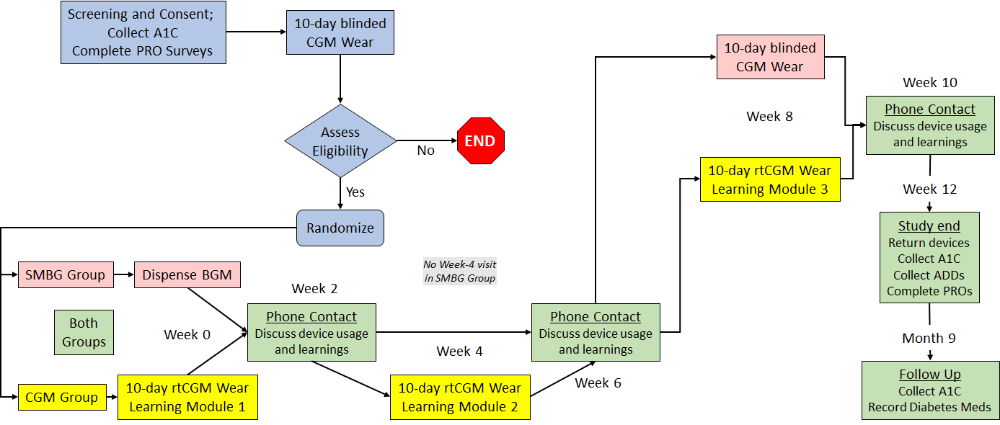 Screening and Consent;
Collect A1C
Complete PRO Surveys
10-day blinded
CGM Wear
Assess
Eligibility
No
END
Yes
Randomize
SMBG Group
Dispense BGM
Both
Groups
Week 0
CGM Group
10-day rtCGM Wear
Learning Module 1
Week 2
Phone Contact
Discuss device usage
and learnings
No Week-4 visit
in SMBG Group
Week 4
10-day rtCGM Wear
Learning Module 2
Phone Contact
Discuss device usage
and learnings
Week 6
10-day blinded
CGM Wear
Week 8
10-day rtCGM Wear
Learning Module 3
Week 10
Phone Contact
Discuss device usage
and learnings
Week 12
Study end
Return devices
Collect A1C
Collect ADDs
Complete PROs
Month 9
Follow Up
Collect A1C
Record Diabetes Meds